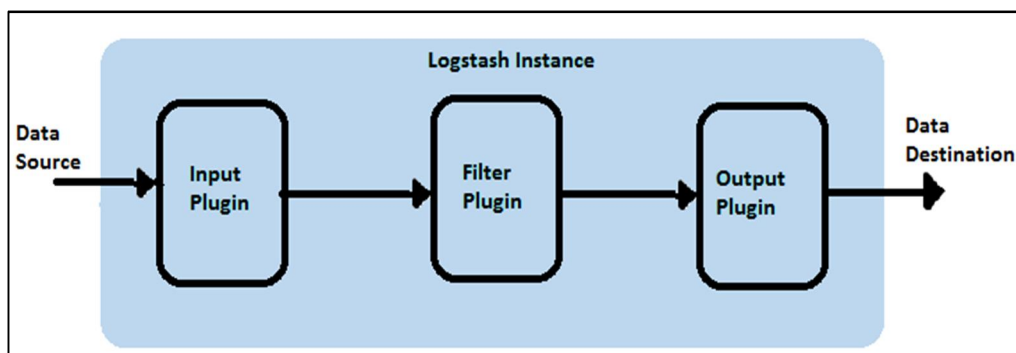 Logstash Instance
Data
Source
Input
Plugin
Filter
Plugin
Output
Plugin
Data
Destination